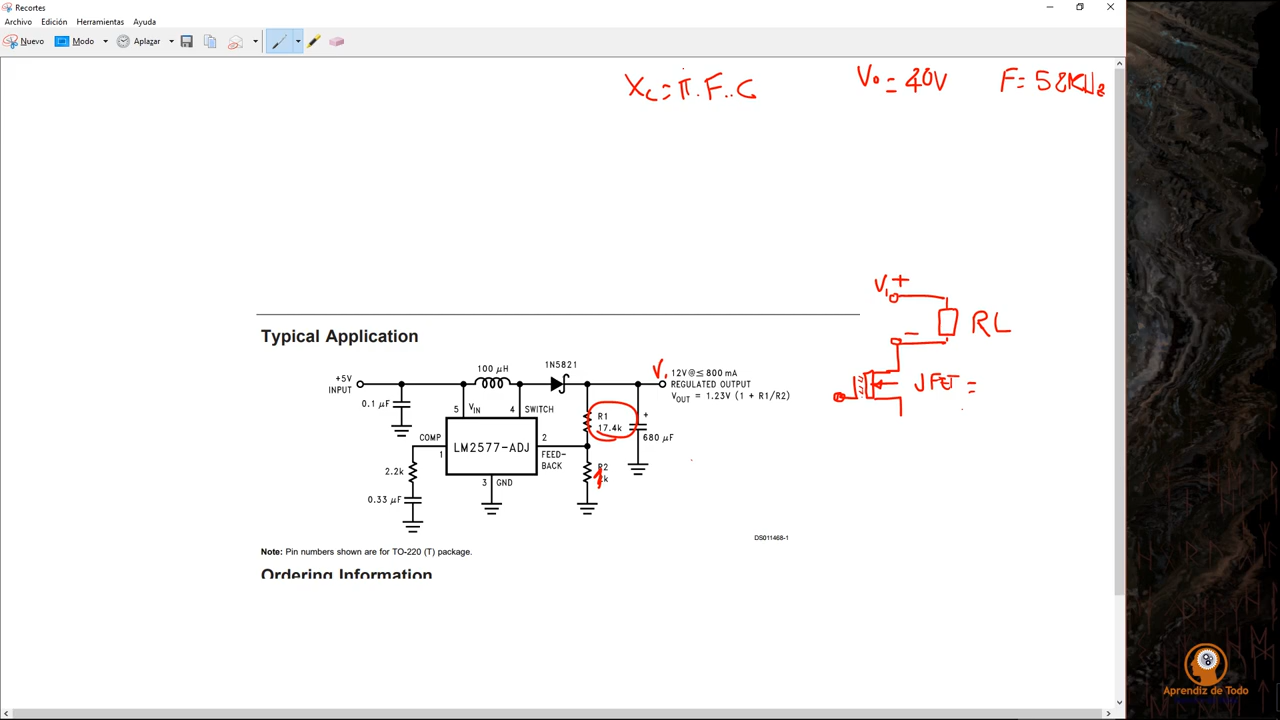 Recortes
Archivo Edición Herramientas Ayuda
Nuevo Modo Aplazar
Xc = π.F..C Vo = 40V F = 52KHz
Typical Application
+5V
INPUT
0.1 µF
100 µH
1N5821
5 VIN
4 SWITCH
COMP
1
LM2577-ADJ
2
FEED-
BACK
3 GND
2.2k
0.33 µF
R1
17.4k
R2
+
680 µF
V1
12V@≤ 800 mA
REGULATED OUTPUT
VOUT = 1.23V (1 + R1/R2)
DS011468-1
V1 +
RL
−
JFET =
Note: Pin numbers shown are for TO-220 (T) package.
Ordering Information
Aprendiz de Todo